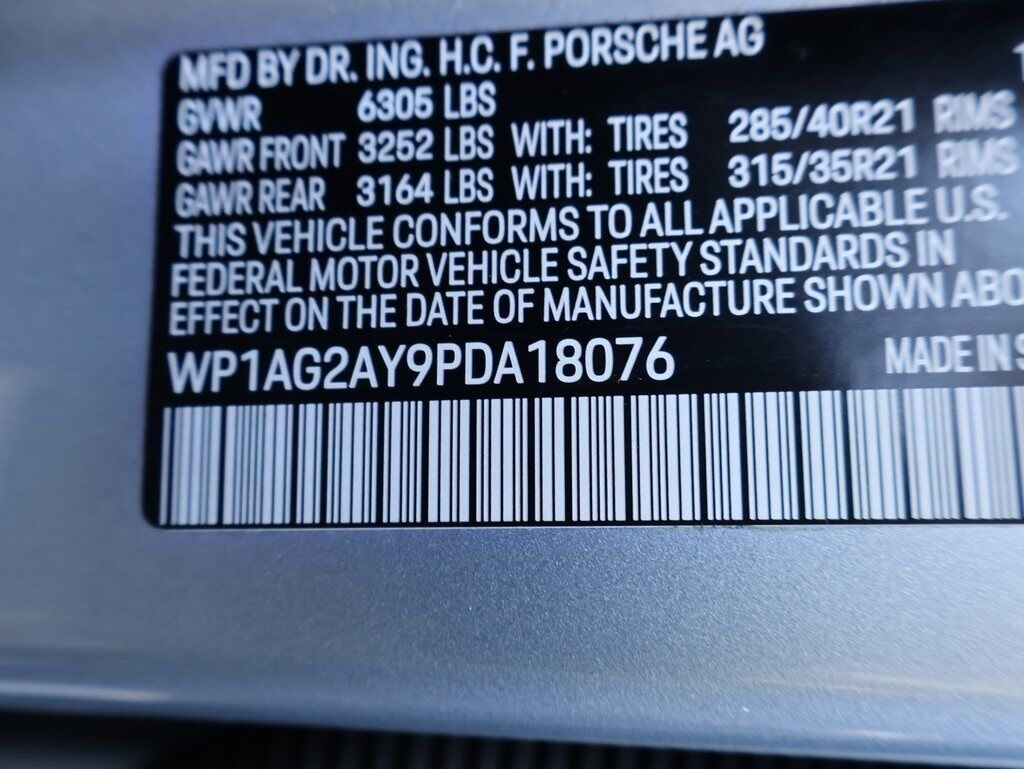 MFD BY DR. ING. H.C. F. PORSCHE AG
GVWR 6305 LBS
GAWR FRONT 3252 LBS WITH: TIRES 285/40R21 RIMS
GAWR REAR 3164 LBS WITH: TIRES 315/35R21 RIMS
THIS VEHICLE CONFORMS TO ALL APPLICABLE U.S.
FEDERAL MOTOR VEHICLE SAFETY STANDARDS IN
EFFECT ON THE DATE OF MANUFACTURE SHOWN ABO
WP1AG2AY9PDA18076 MADE IN S